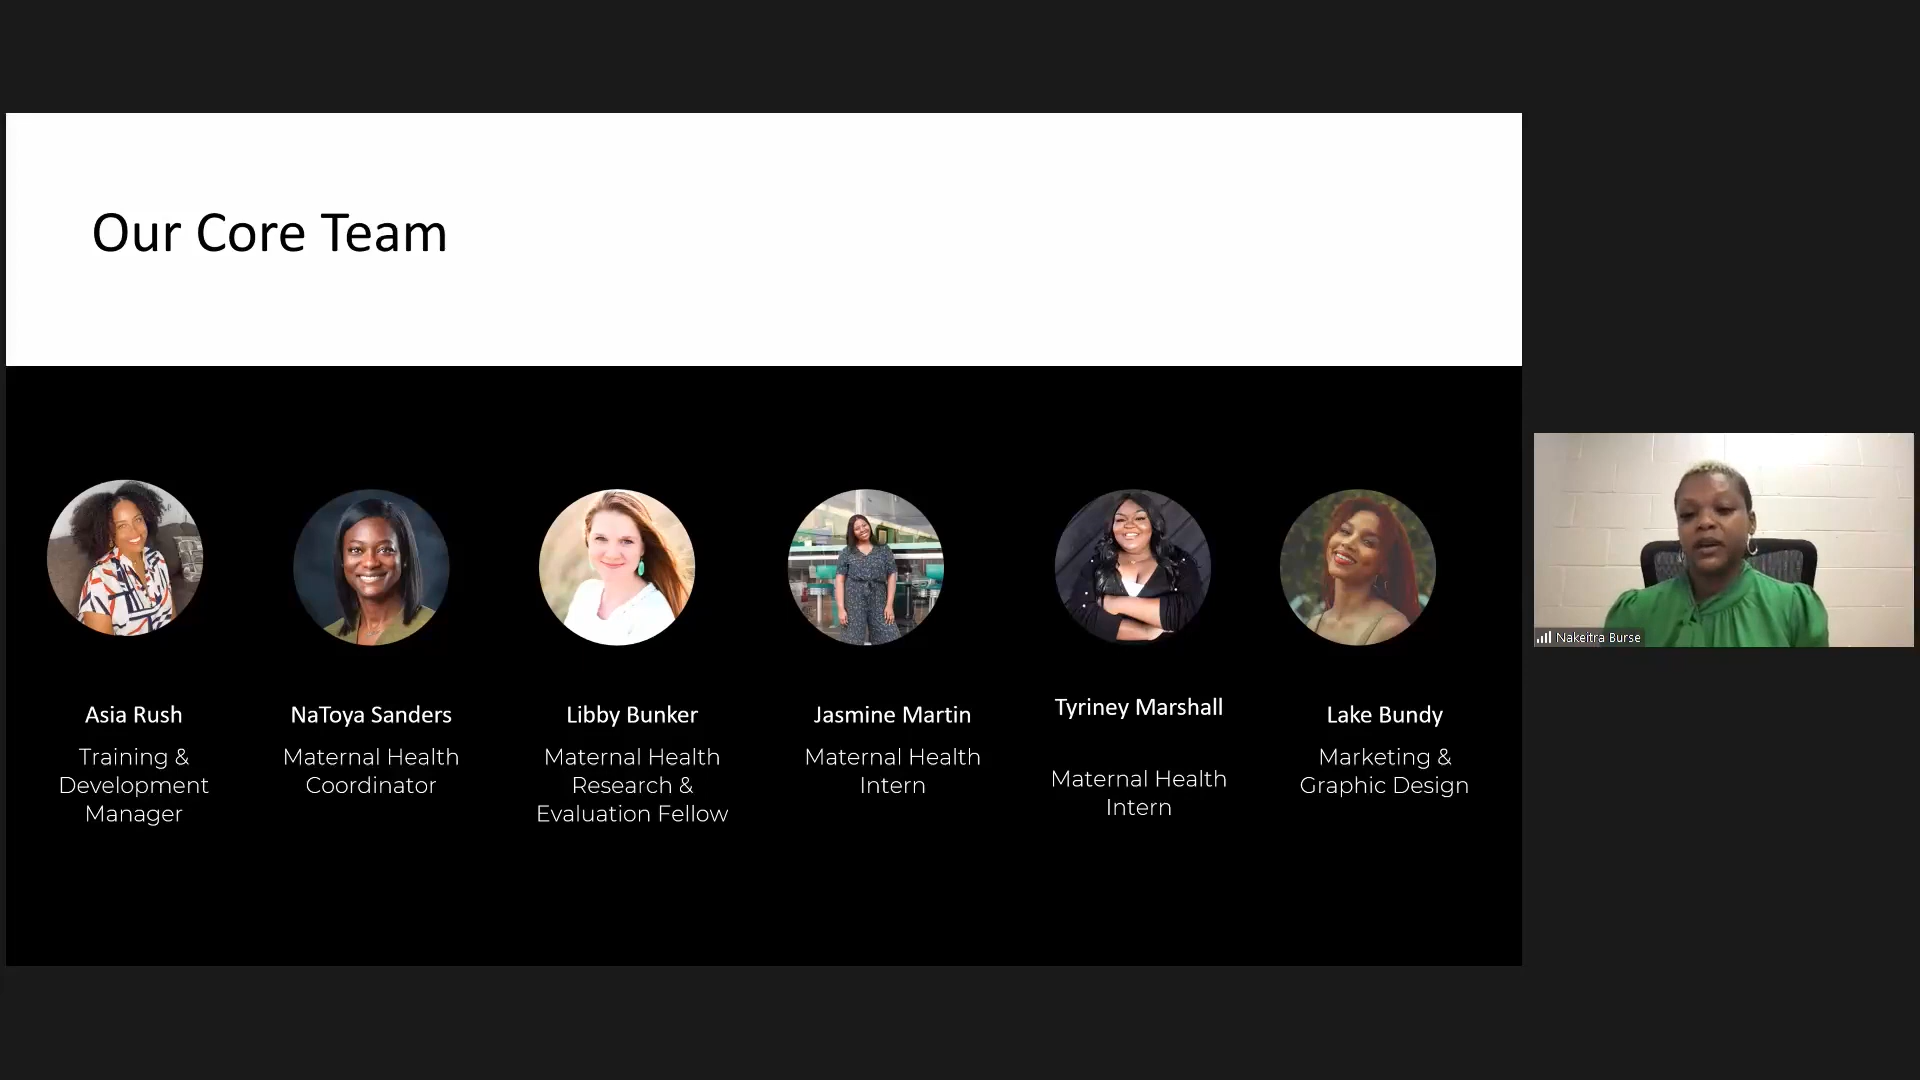 Our Core Team
Asia Rush
Training &
Development
Manager
NaToya Sanders
Maternal Health
Coordinator
Libby Bunker
Maternal Health
Research &
Evaluation Fellow
Jasmine Martin
Maternal Health
Intern
Tyriney Marshall
Maternal Health
Intern
Lake Bundy
Marketing &
Graphic Design
Nakeitra Burse